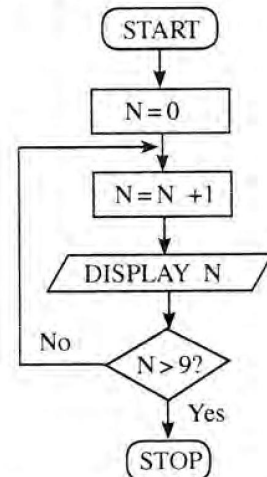 START
N = 0
N = N + 1
DISPLAY N
No
N > 9?
Yes
STOP